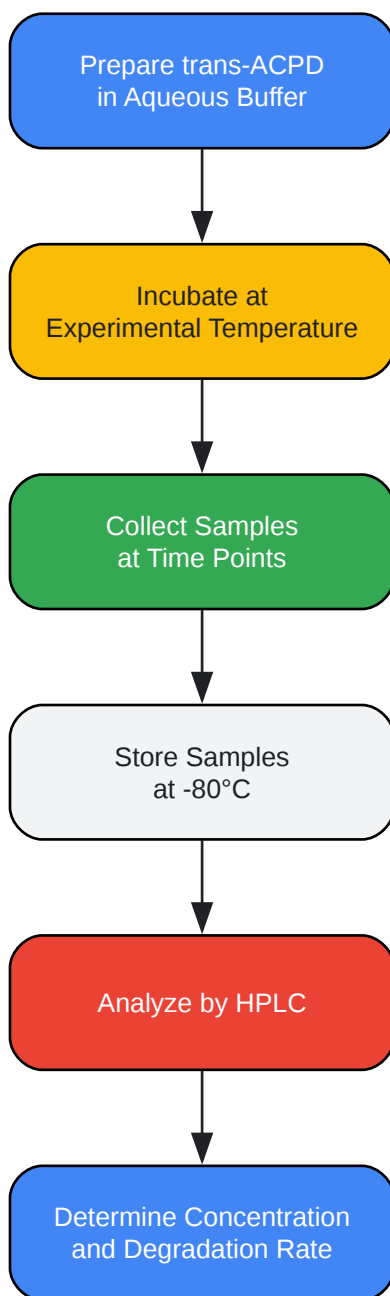 Prepare trans-ACPD
in Aqueous Buffer
Incubate at
Experimental Temperature
Collect Samples
at Time Points
Store Samples
at -80°C
Analyze by HPLC
Determine Concentration
and Degradation Rate